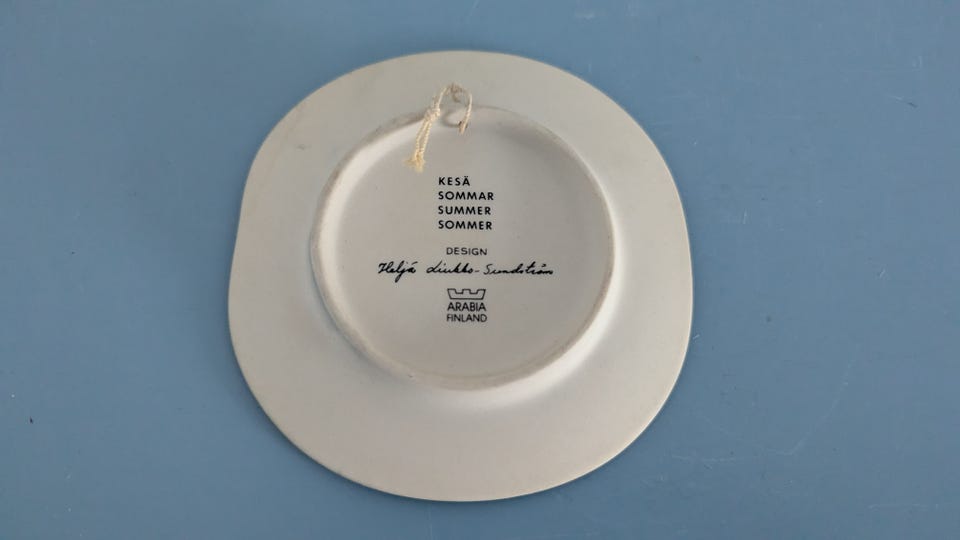 KESÄ
SOMMAR
SUMMER
SOMMER
DESIGN
Heljä Liukko-Sundström
ARABIA
FINLAND